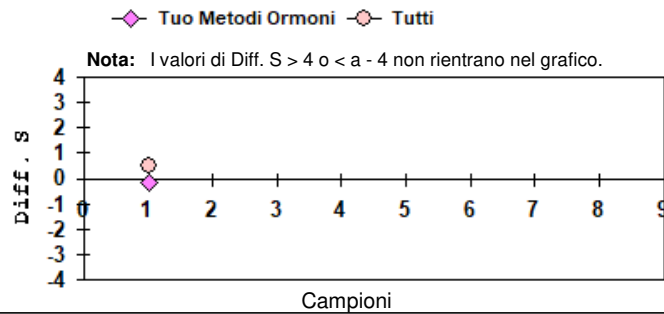 Tuo Metodi Ormoni Tutti
Nota: I valori di Diff. S > 4 o < a - 4 non rientrano nel grafico.
4
3
2
1
0
-1
-2
-3
-4
Diff. S
0 1 2 3 4 5 6 7 8 9
Campioni